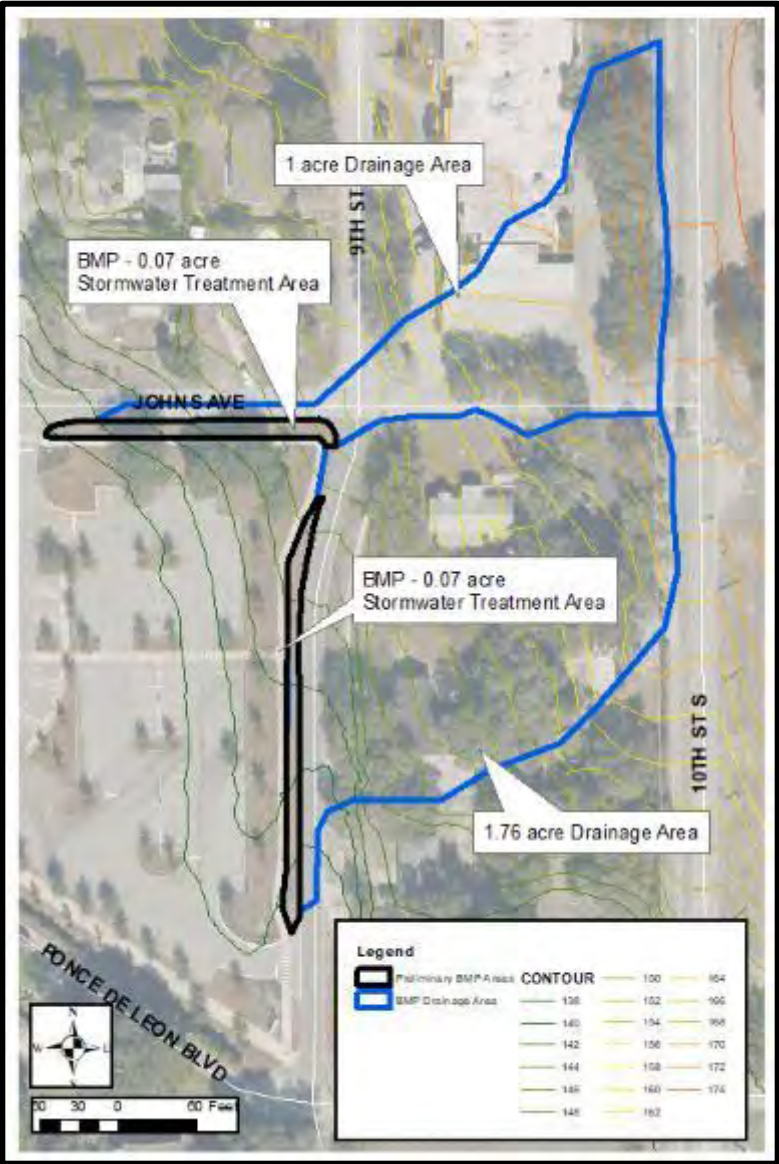 1 acre Drainage Area
9TH ST
BMP - 0.07 acre
Stormwater Treatment Area
JOHNS AVE
BMP - 0.07 acre
Stormwater Treatment Area
10TH ST S
1.76 acre Drainage Area
PONCE DE LEON BLVD
Legend
Preliminary BMP Areas
BMP Drainage Area
CONTOUR
138
140
142
144
146
148
150
152
154
156
158
160
162
164
166
168
170
172
174
N
W
S
60 30 0 60 Feet